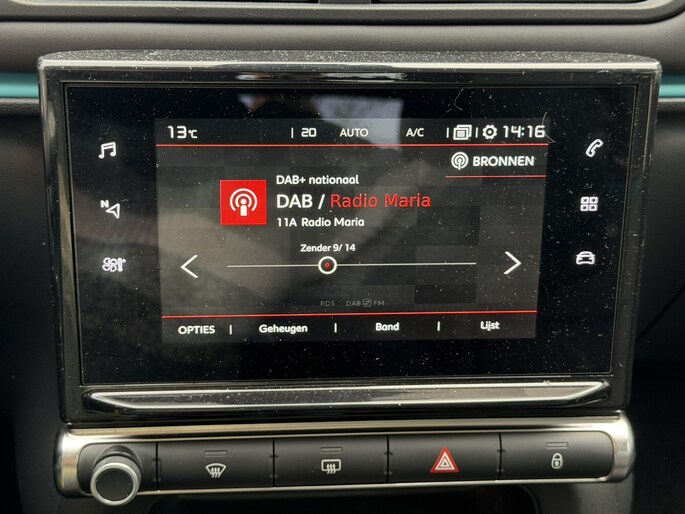 13°C | 20 AUTO A/C | | 14:16
BRONNEN
DAB+ nationaal
DAB / Radio Maria
11A Radio Maria
Zender 9/ 14
N
RDS DAB FM
OPTIES | Geheugen | Band | Lijst